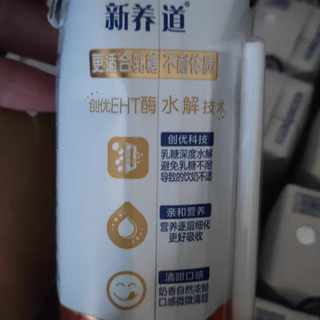 新养道
更适合乳糖不耐体质
创优EHT酶水解技术
创优科技
乳糖深度水解
避免乳糖不耐
导致的饮奶不适
亲和营养
营养逐层细化
更好吸收
清甜口感
奶香自然浓郁
口感微微清甜